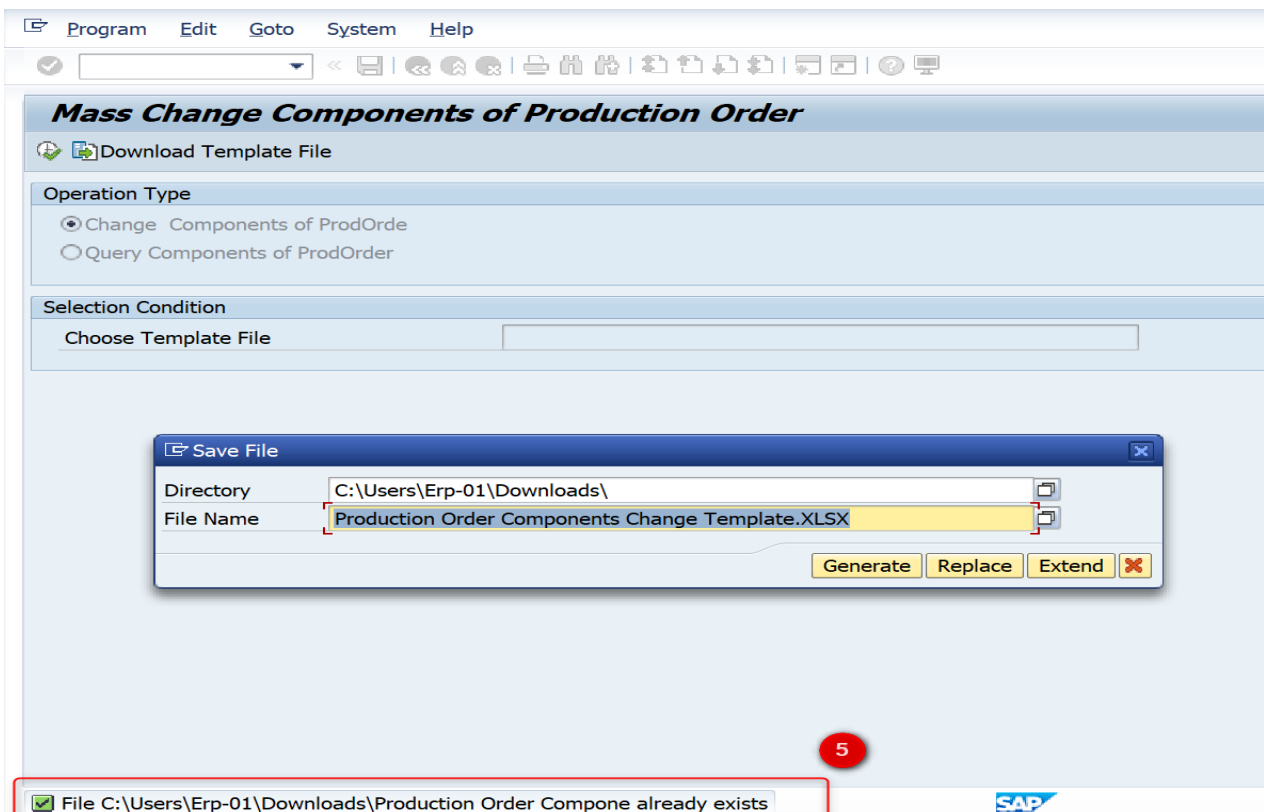 Program Edit Goto System Help
Mass Change Components of Production Order
Download Template File
Operation Type
Change Components of ProdOrde
Query Components of ProdOrder
Selection Condition
Choose Template File
Save File
Directory C:\Users\Erp-01\Downloads\
File Name Production Order Components Change Template.XLSX
Generate Replace Extend
5
File C:\Users\Erp-01\Downloads\Production Order Compone already exists
SAP